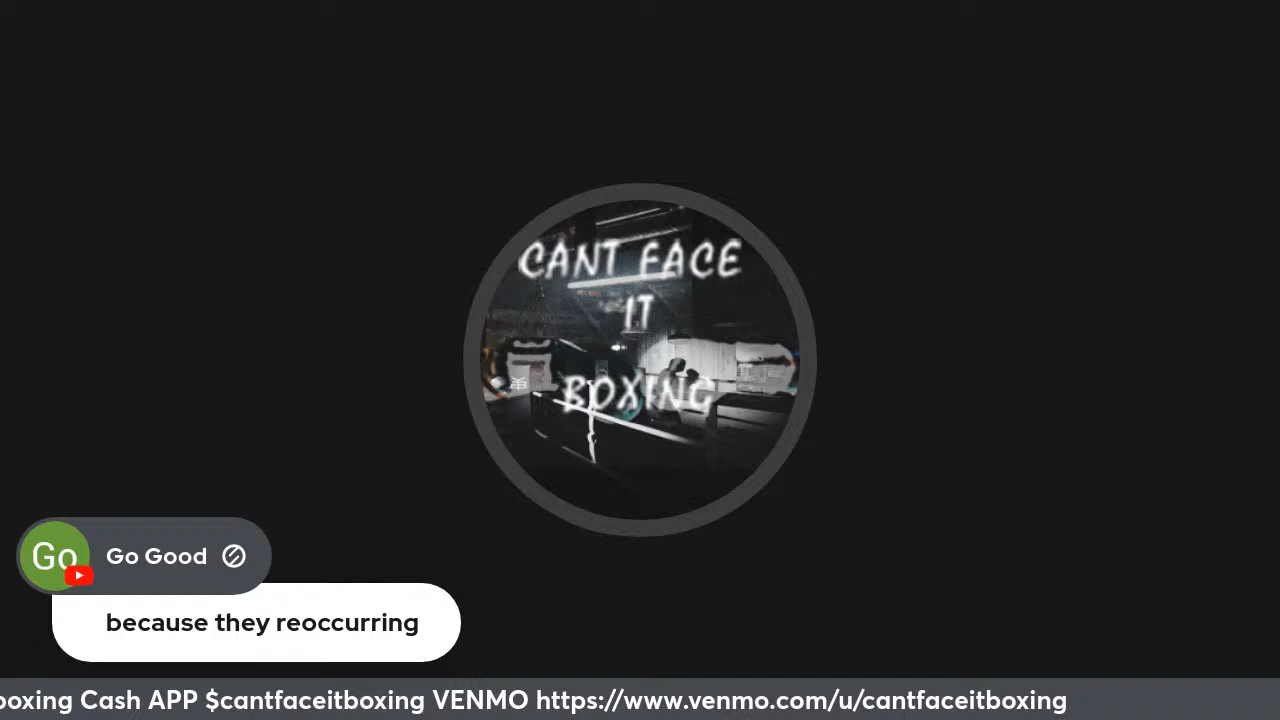 CANT FACE
IT
BOXING
Go
Go Good
because they reoccurring
boxing Cash APP $cantfaceitboxing VENMO https://www.venmo.com/u/cantfaceitboxing